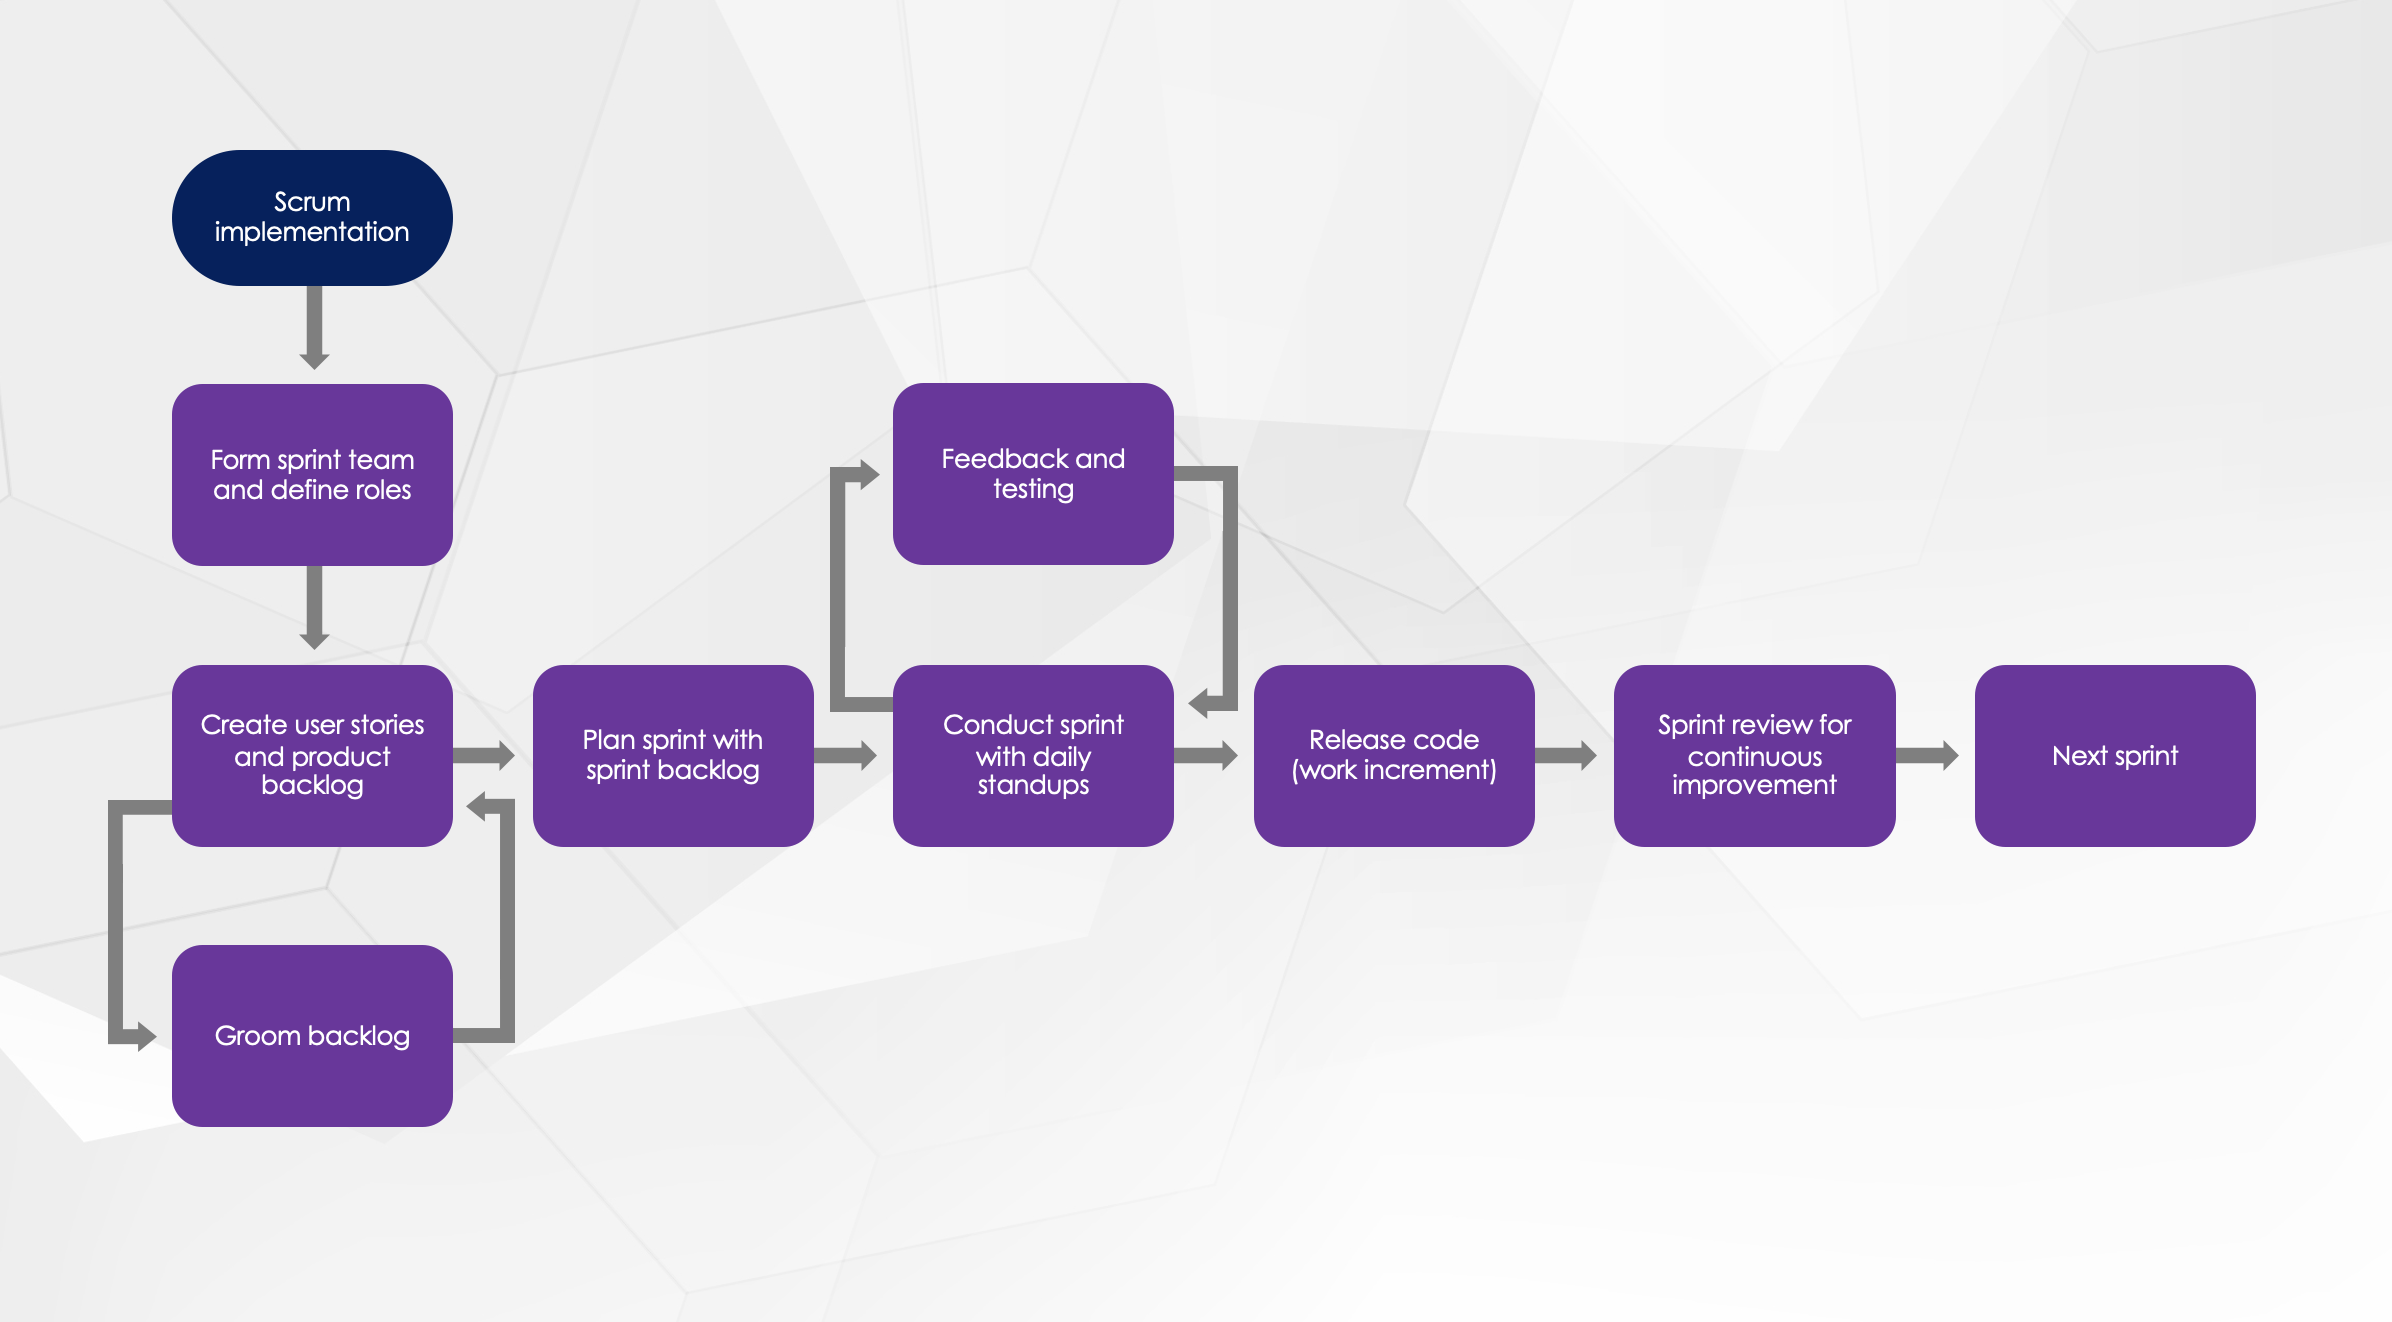 Scrum
implementation
Form sprint team
and define roles
Feedback and
testing
Create user stories
and product
backlog
Plan sprint with
sprint backlog
Conduct sprint
with daily
standups
Release code
(work increment)
Sprint review for
continuous
improvement
Next sprint
Groom backlog